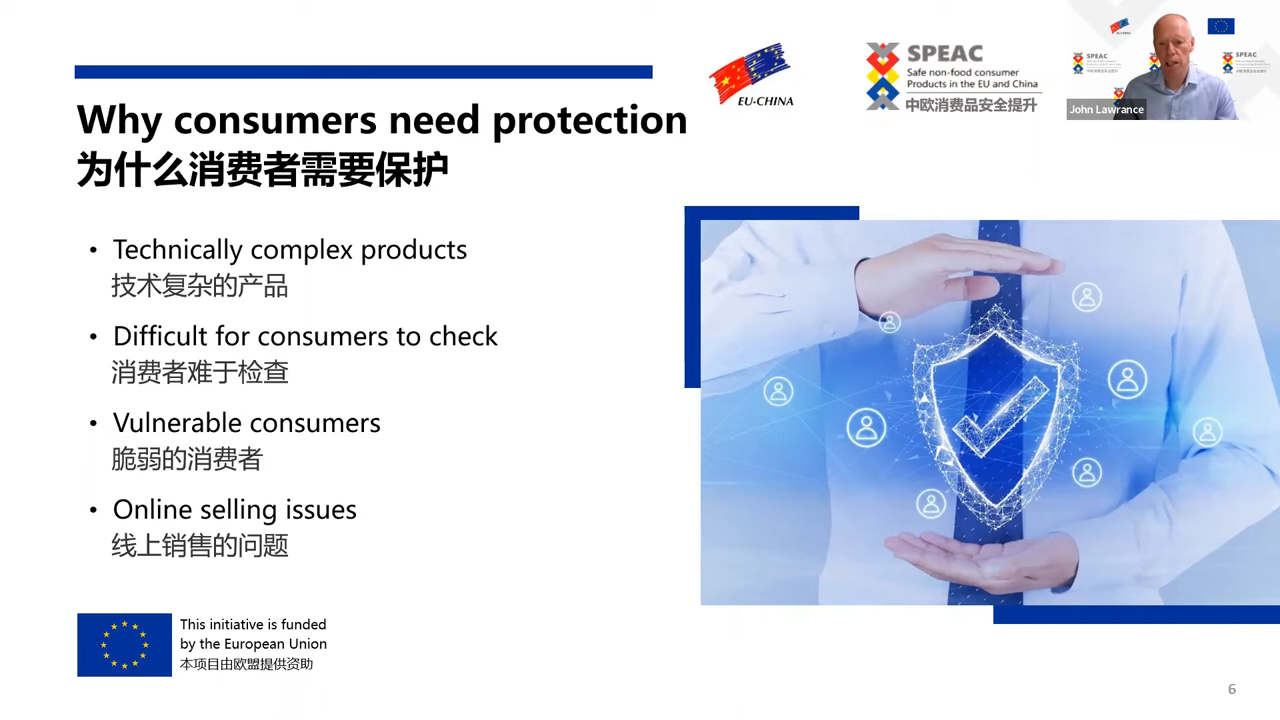 EU-CHINA
SPEAC
Safe non-food consumer
Products in the EU and China
中欧消费品安全提升
SPEAC
SPEAC
John Lawrance
Why consumers need protection
为什么消费者需要保护
• Technically complex products
技术复杂的产品
• Difficult for consumers to check
消费者难于检查
• Vulnerable consumers
脆弱的消费者
• Online selling issues
线上销售的问题
This initiative is funded
by the European Union
本项目由欧盟提供资助
6